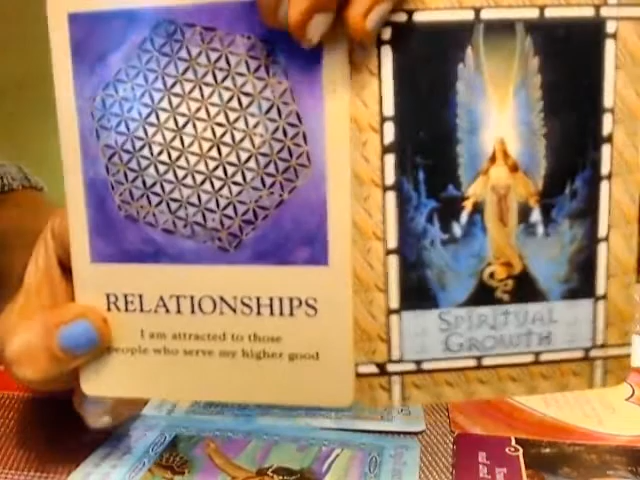 RELATIONSHIPS
I am attracted to those
people who serve my higher good
SPIRITUAL
GROWTH